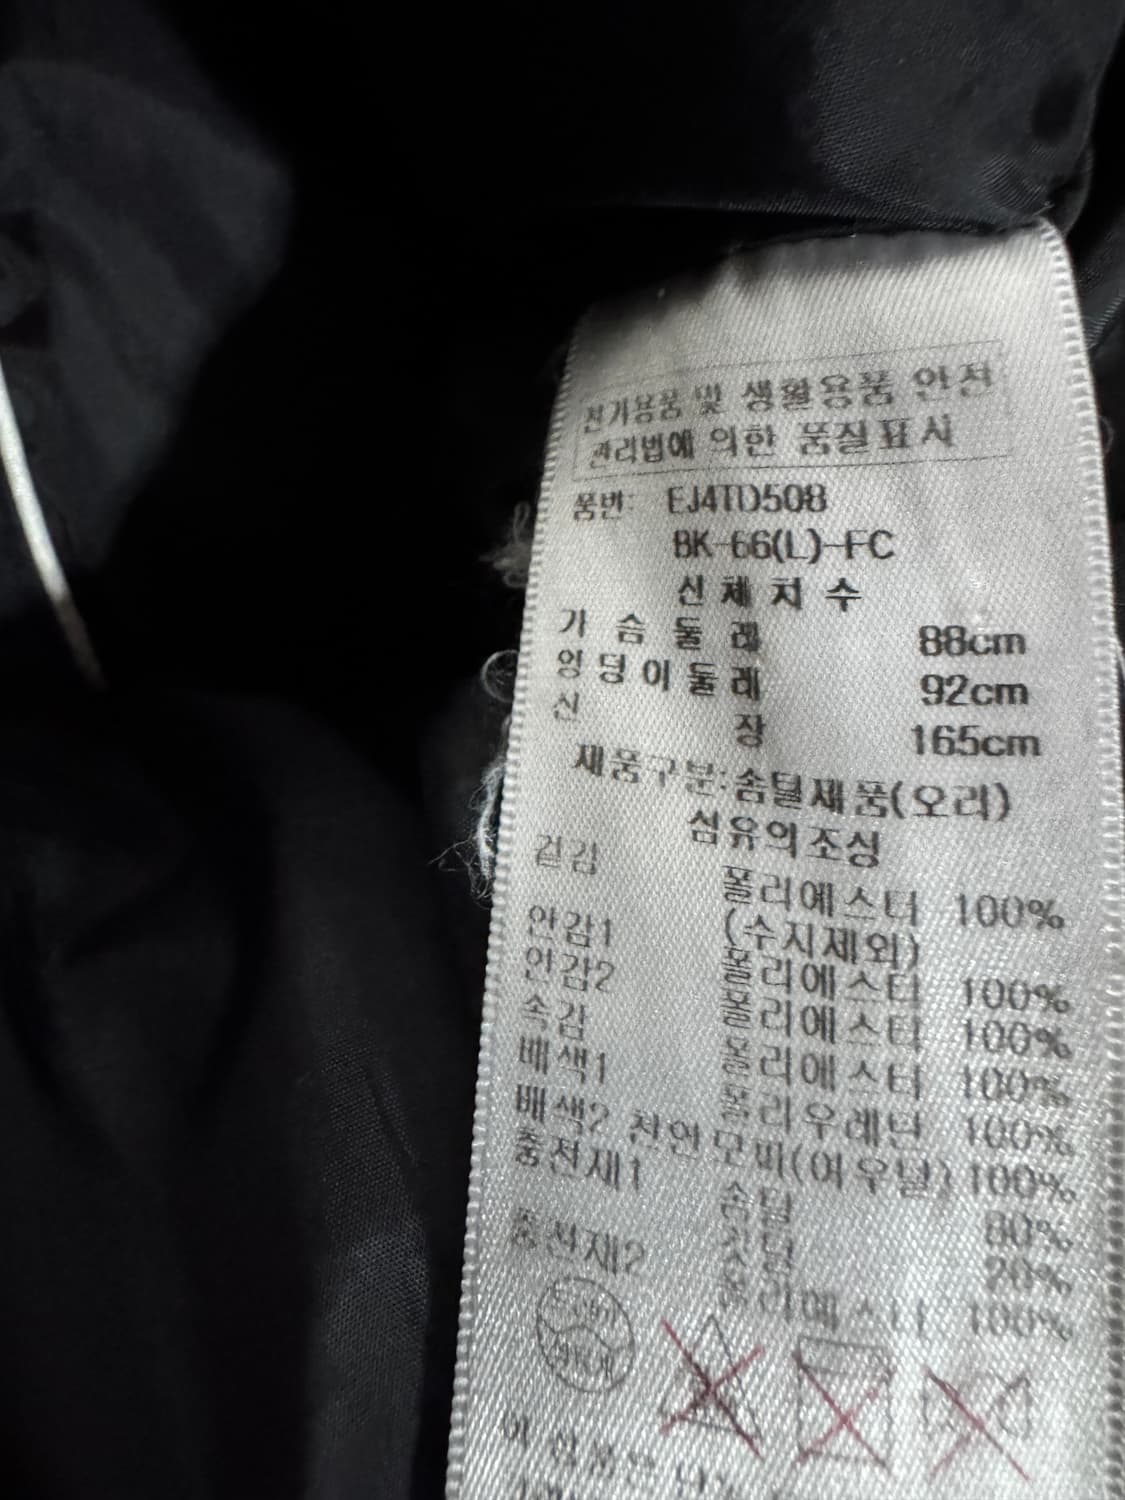 전기용품 및 생활용품 안전
관리법에 의한 품질표시
품번: EJ4TD508
BK-66(L)-FC
신체치수
가슴둘레 88cm
엉덩이둘레 92cm
신장 165cm
제품구분:솜털제품(오리)
섬유의조성
겉감 폴리에스터 100%
(수지제외)
안감1 폴리에스터 100%
안감2 폴리에스터 100%
속감 폴리에스터 100%
배색1 폴리우레탄 100%
배색2 천연모피(여우털) 100%
충전재1 솜털 80%
깃털 20%
충전재2 폴리에스터 100%